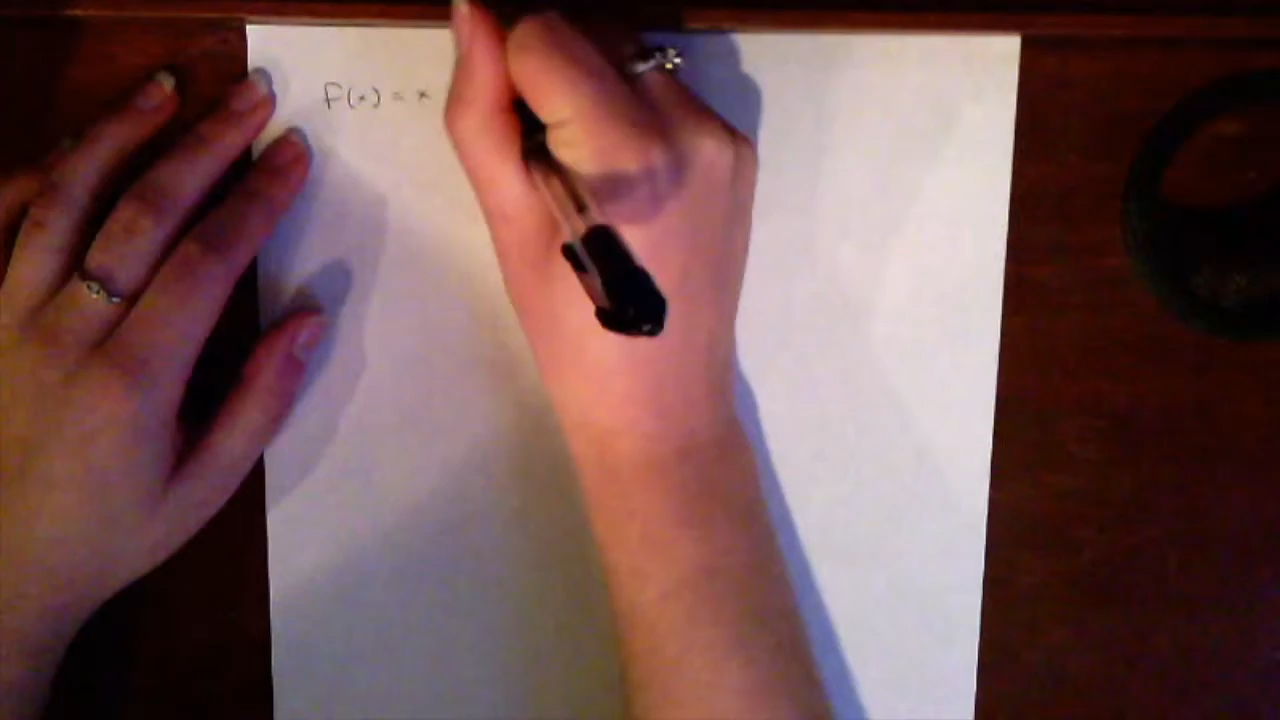 f(x) = x